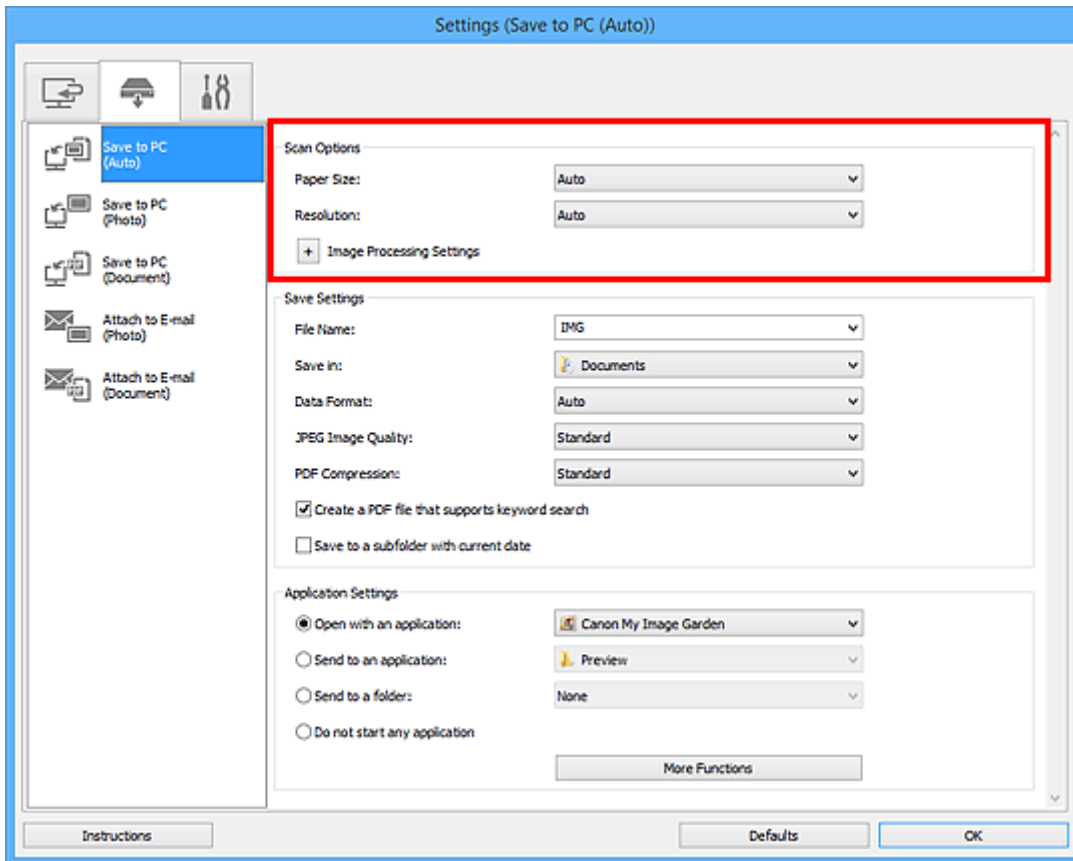 Settings (Save to PC (Auto))
Save to PC
(Auto)
Save to PC
(Photo)
Save to PC
(Document)
Attach to E-mail
(Photo)
Attach to E-mail
(Document)
Scan Options
Paper Size: Auto
Resolution: Auto
+ Image Processing Settings
Save Settings
File Name: IMG
Save in: Documents
Data Format: Auto
JPEG Image Quality: Standard
PDF Compression: Standard
Create a PDF file that supports keyword search
Save to a subfolder with current date
Application Settings
Open with an application: Canon My Image Garden
Send to an application: Preview
Send to a folder: None
Do not start any application
More Functions
Instructions Defaults OK